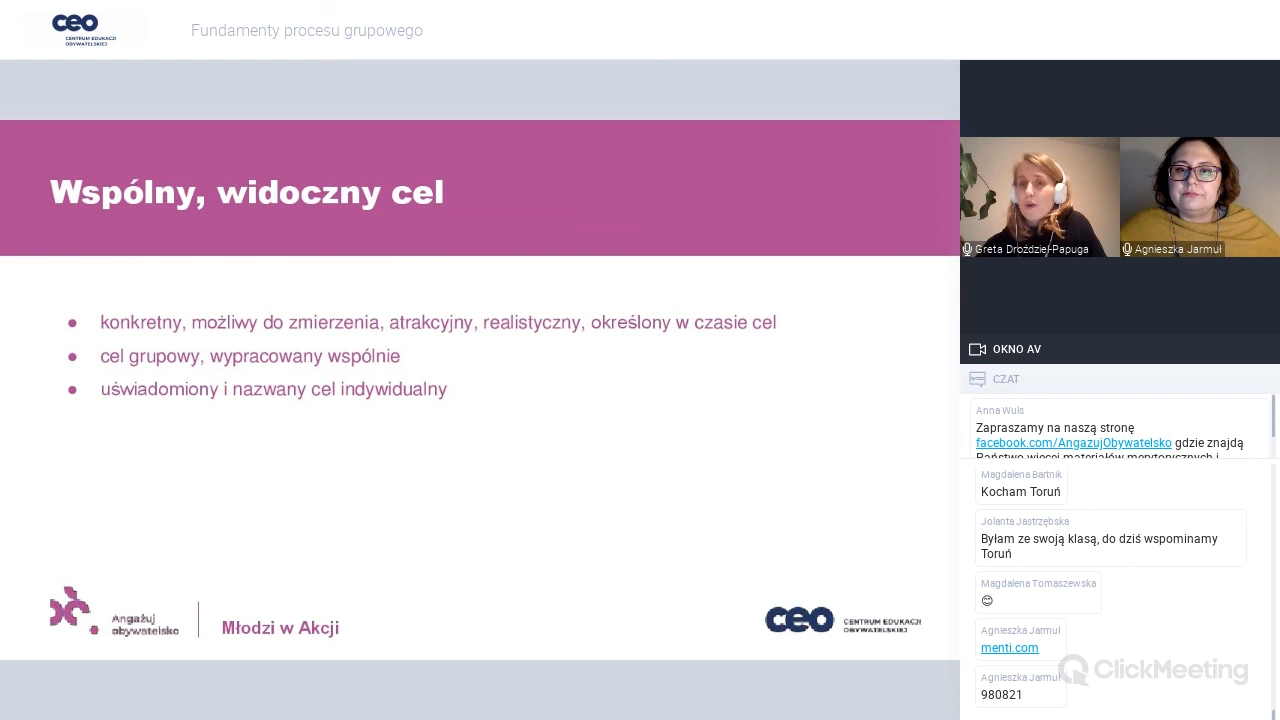 ceo
CENTRUM EDUKACJI
OBYWATELSKIEJ
Fundamenty procesu grupowego
Wspólny, widoczny cel
● konkretny, możliwy do zmierzenia, atrakcyjny, realistyczny, określony w czasie cel
● cel grupowy, wypracowany wspólnie
● uświadomiony i nazwany cel indywidualny
Angażuj
obywatelsko
Młodzi w Akcji
ceo
CENTRUM EDUKACJI
OBYWATELSKIEJ
Greta Droździel-Papuga
Agnieszka Jarmuł
OKNO AV
CZAT
Anna Wuls
Zapraszamy na naszą stronę
facebook.com/AngazujObywatelsko gdzie znajdą
Państwo więcej materiałów merytorycznych i
Magdalena Bartnik
Kocham Toruń
Jolanta Jastrzębska
Byłam ze swoją klasą, do dziś wspominamy
Toruń
Magdalena Tomaszewska
😊
Agnieszka Jarmuł
menti.com
Agnieszka Jarmuł
980821
ClickMeeting